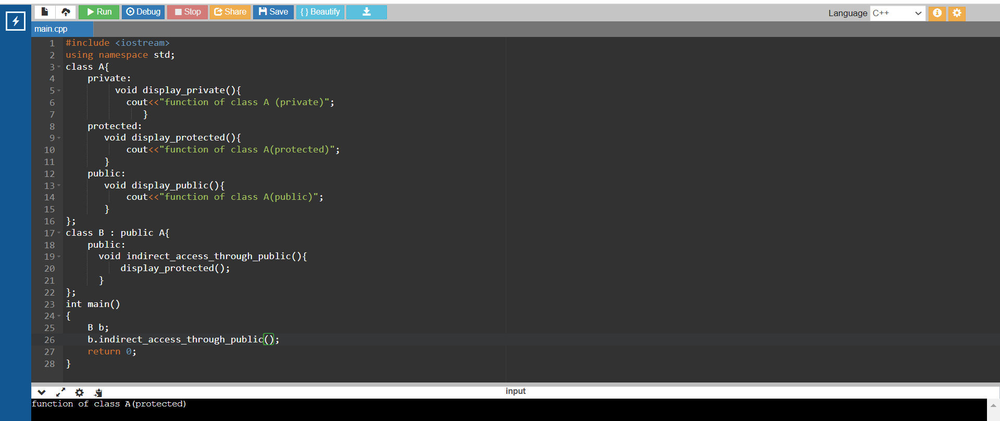 Run Debug Stop Share Save { } Beautify Language C++
main.cpp
1 #include <iostream>
2 using namespace std;
3 class A{
4 private:
5 void display_private(){
6 cout<<"function of class A (private)";
7 }
8 protected:
9 void display_protected(){
10 cout<<"function of class A(protected)";
11 }
12 public:
13 void display_public(){
14 cout<<"function of class A(public)";
15 }
16 };
17 class B : public A{
18 public:
19 void indirect_access_through_public(){
20 display_protected();
21 }
22 };
23 int main()
24 {
25 B b;
26 b.indirect_access_through_public();
27 return 0;
28 }
input
function of class A(protected)